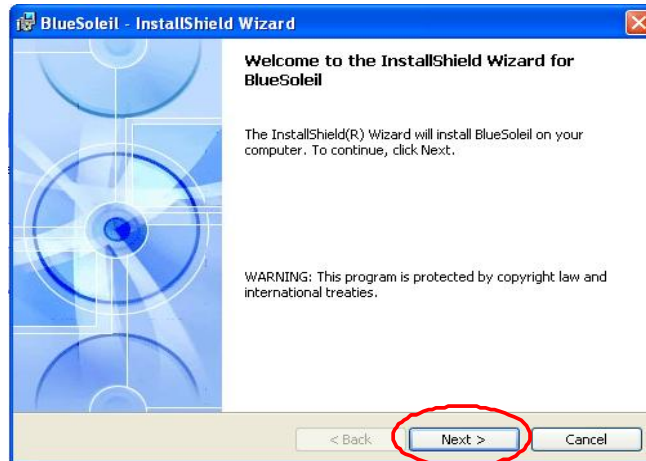 BlueSoleil - InstallShield Wizard
Welcome to the InstallShield Wizard for
BlueSoleil
The InstallShield(R) Wizard will install BlueSoleil on your
computer. To continue, click Next.
WARNING: This program is protected by copyright law and
international treaties.
< Back Next > Cancel